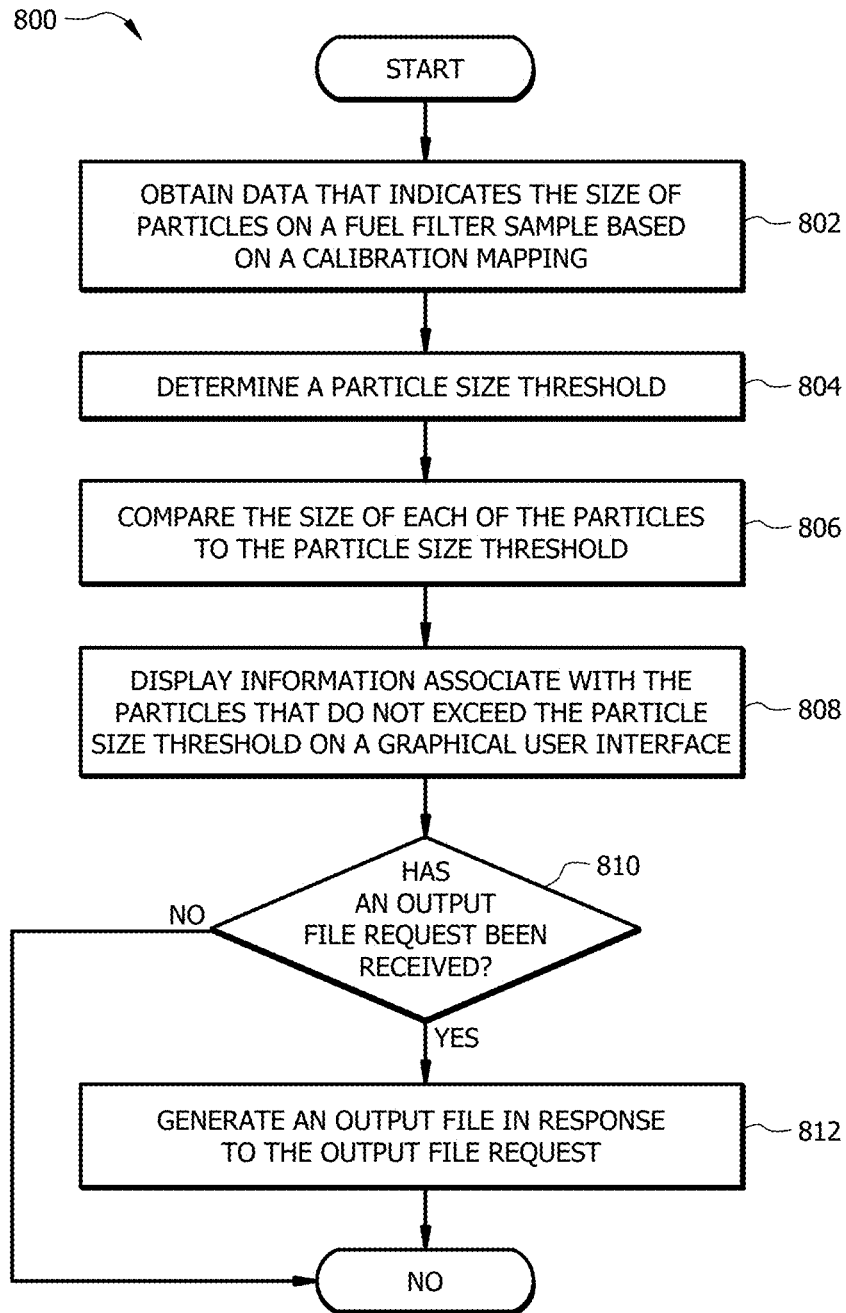 800
START
OBTAIN DATA THAT INDICATES THE SIZE OF
PARTICLES ON A FUEL FILTER SAMPLE BASED
ON A CALIBRATION MAPPING
802
DETERMINE A PARTICLE SIZE THRESHOLD
804
COMPARE THE SIZE OF EACH OF THE PARTICLES
TO THE PARTICLE SIZE THRESHOLD
806
DISPLAY INFORMATION ASSOCIATE WITH THE
PARTICLES THAT DO NOT EXCEED THE PARTICLE
SIZE THRESHOLD ON A GRAPHICAL USER INTERFACE
808
HAS
AN OUTPUT
FILE REQUEST BEEN
RECEIVED?
810
NO
YES
GENERATE AN OUTPUT FILE IN RESPONSE
TO THE OUTPUT FILE REQUEST
812
NO